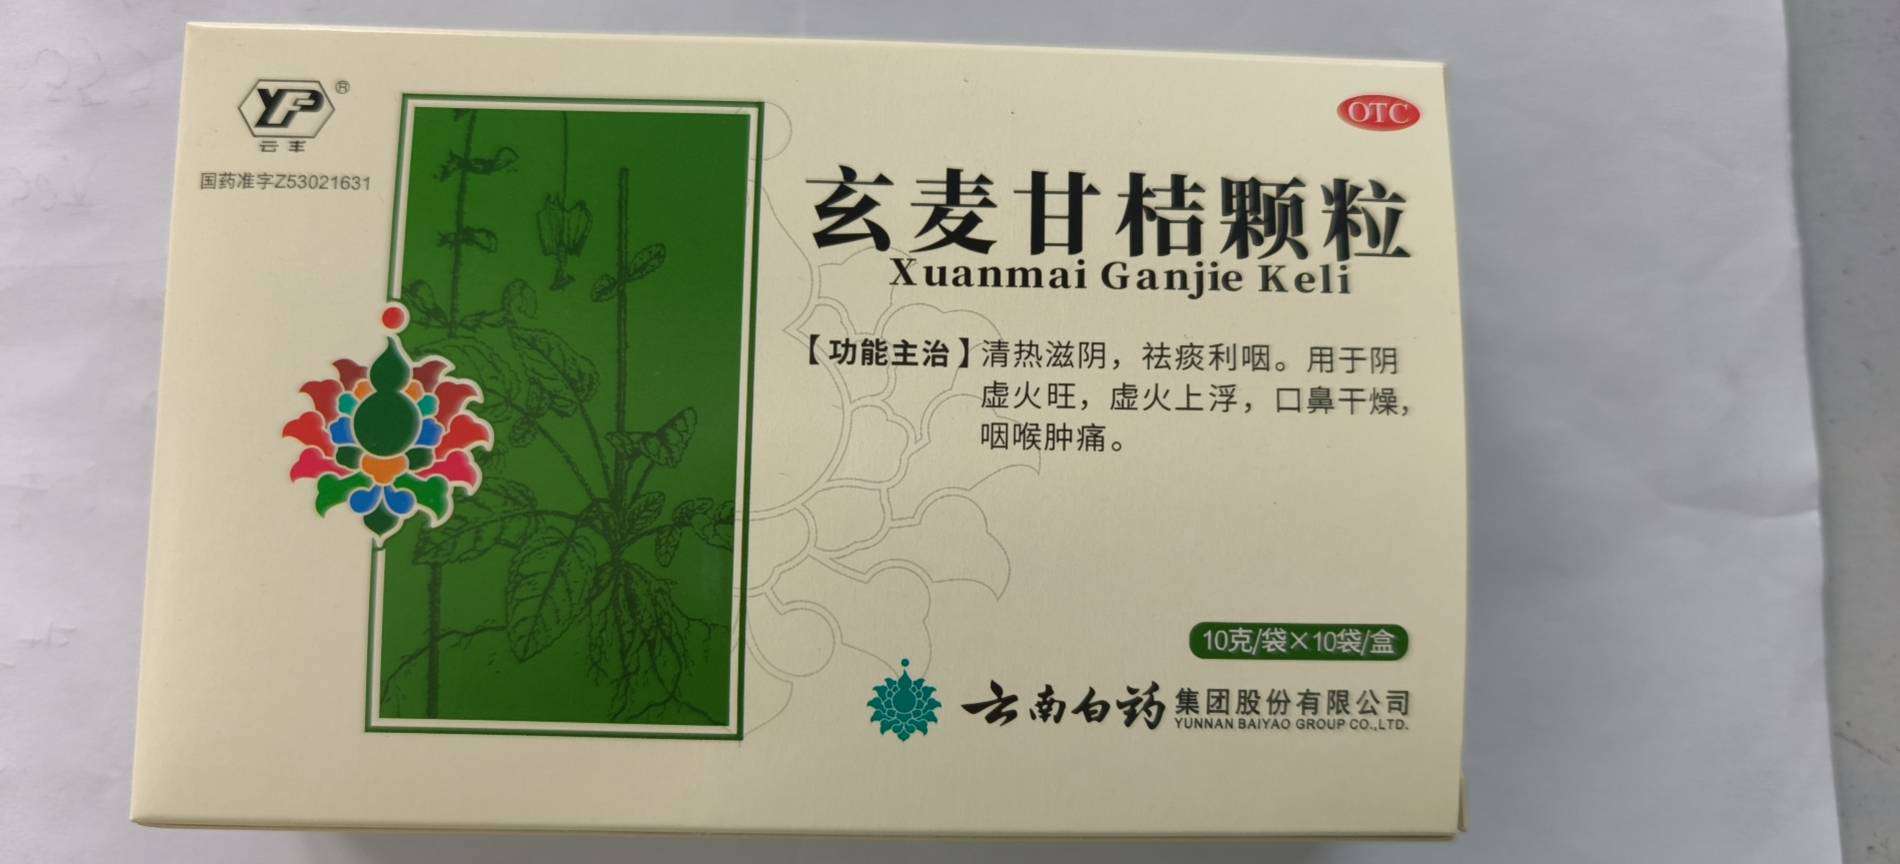 YP®
云丰
国药准字Z53021631
OTC
玄麦甘桔颗粒
Xuanmai Ganjie Keli
【功能主治】清热滋阴，祛痰利咽。用于阴
虚火旺，虚火上浮，口鼻干燥，
咽喉肿痛。
10克/袋×10袋/盒
云南白药集团股份有限公司
YUNNAN BAIYAO GROUP CO.,LTD.